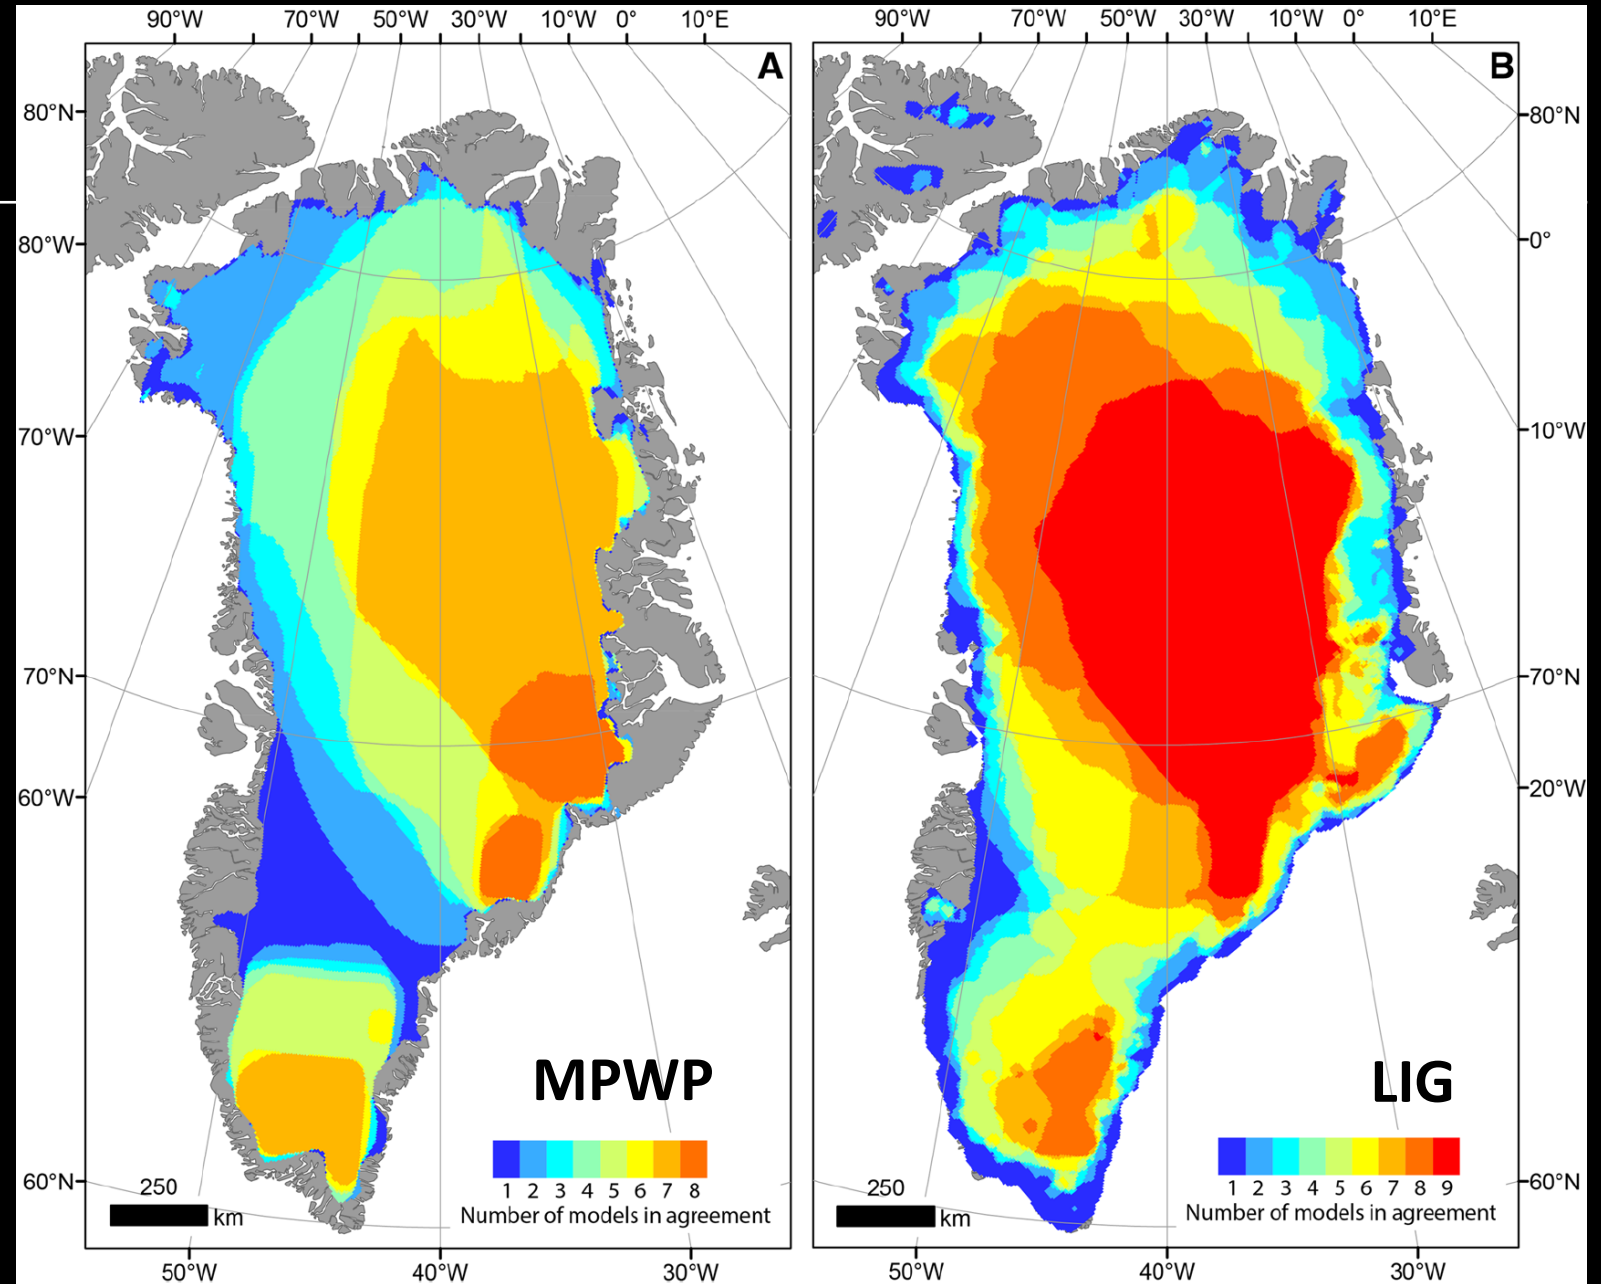 90°W 70°W 50°W 30°W 10°W 0° 10°E
90°W 70°W 50°W 30°W 10°W 0° 10°E
A
B
80°N
80°N
80°W
0°
70°W
10°W
70°N
70°N
60°W
20°W
MPWP
LIG
1 2 3 4 5 6 7 8
1 2 3 4 5 6 7 8 9
Number of models in agreement
Number of models in agreement
60°N
60°N
250
km
250
km
50°W 40°W 30°W
50°W 40°W 30°W